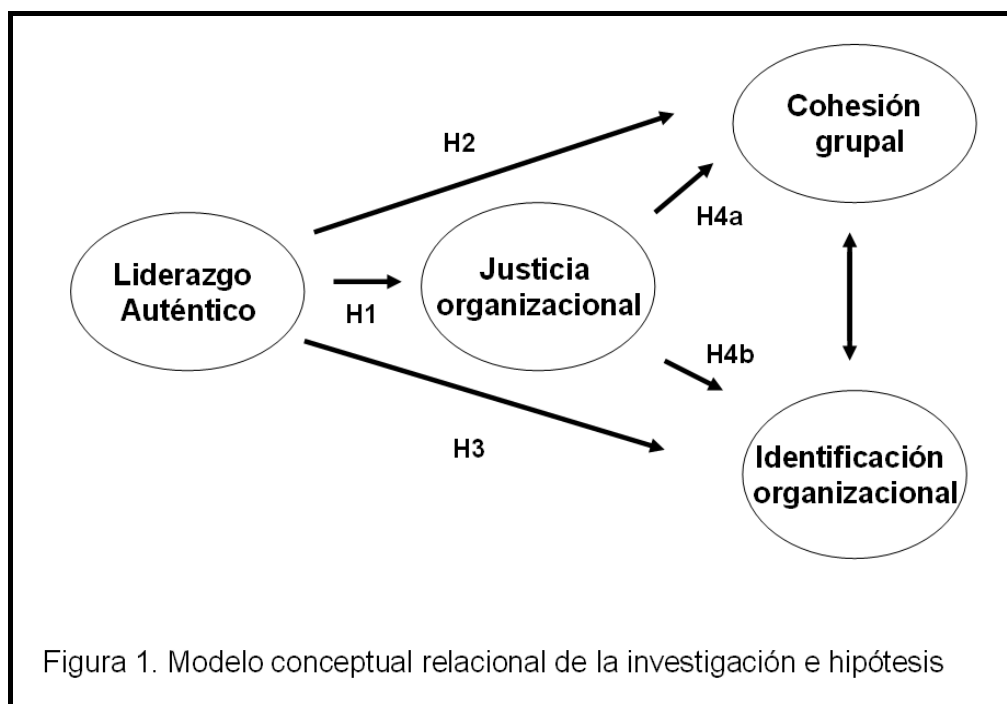 Cohesión
grupal
H2
H4a
Liderazgo
Auténtico
H1
Justicia
organizacional
H4b
H3
Identificación
organizacional
Figura 1. Modelo conceptual relacional de la investigación e hipótesis